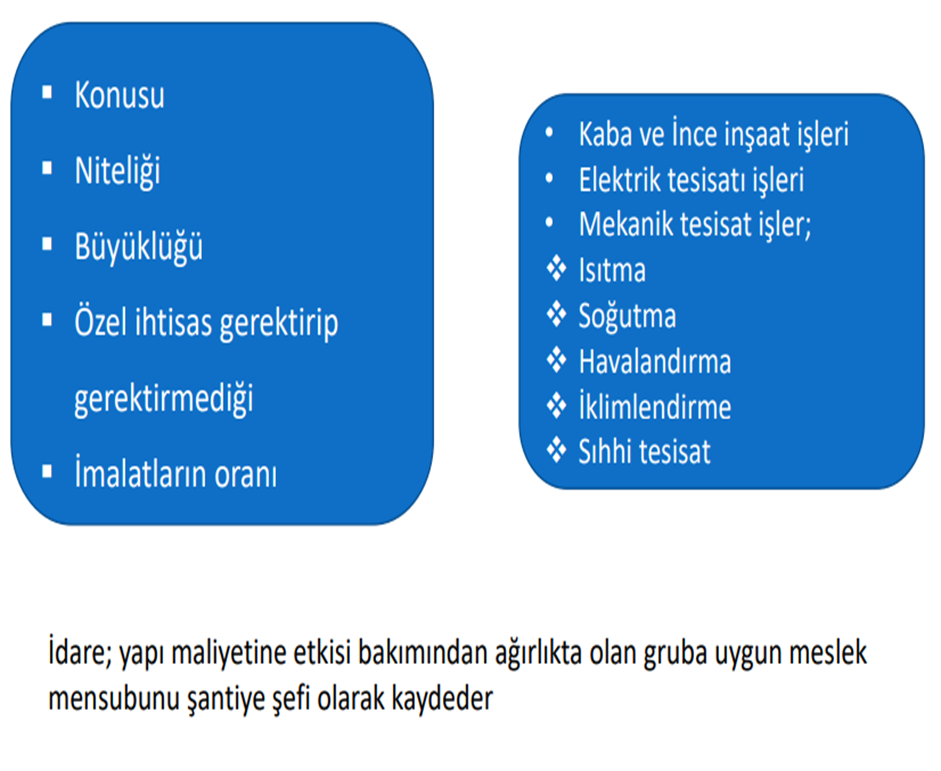 ▪ Konusu
▪ Niteliği
▪ Büyüklüğü
▪ Özel ihtisas gerektirip
gerektirmediği
▪ İmalatların oranı
• Kaba ve İnce inşaat işleri
• Elektrik tesisatı işleri
• Mekanik tesisat işler;
❖ Isıtma
❖ Soğutma
❖ Havalandırma
❖ İklimlendirme
❖ Sıhhi tesisat
İdare; yapı maliyetine etkisi bakımından ağırlıkta olan gruba uygun meslek
mensubunu şantiye şefi olarak kaydeder